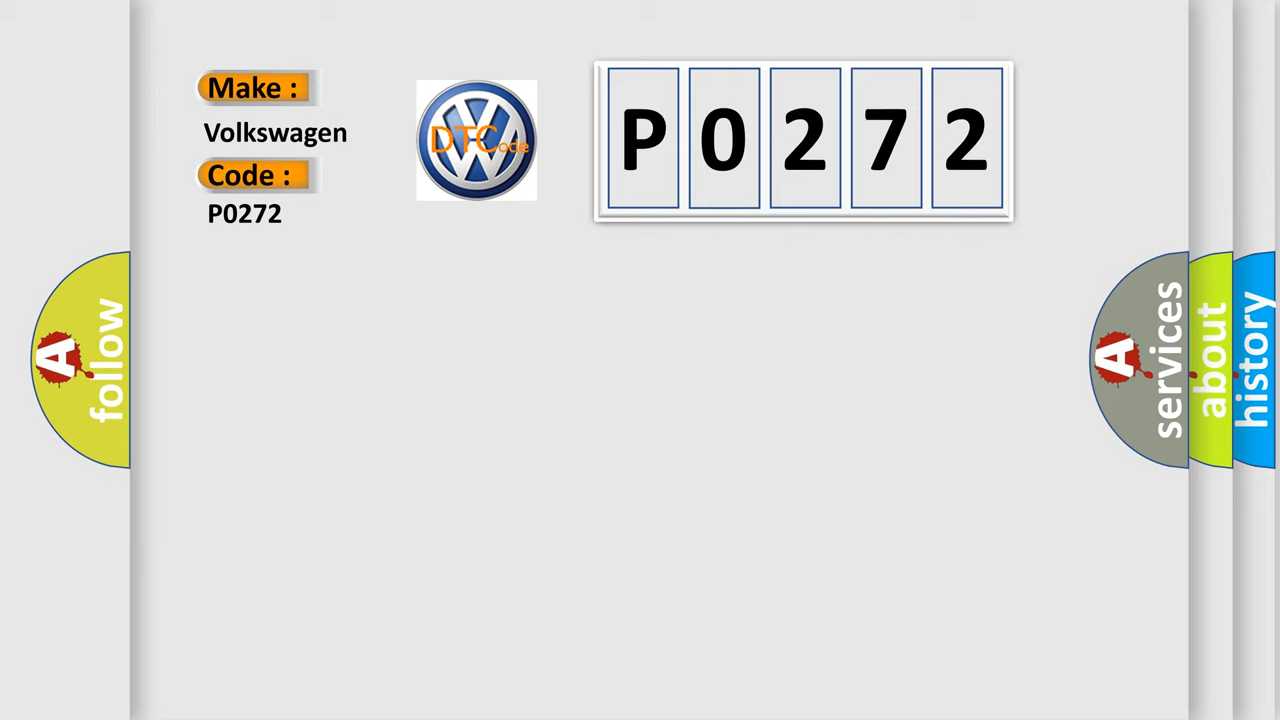 Make :
Volkswagen
Code :
P0272
DTCode
P0272
A follow
A services
about
history